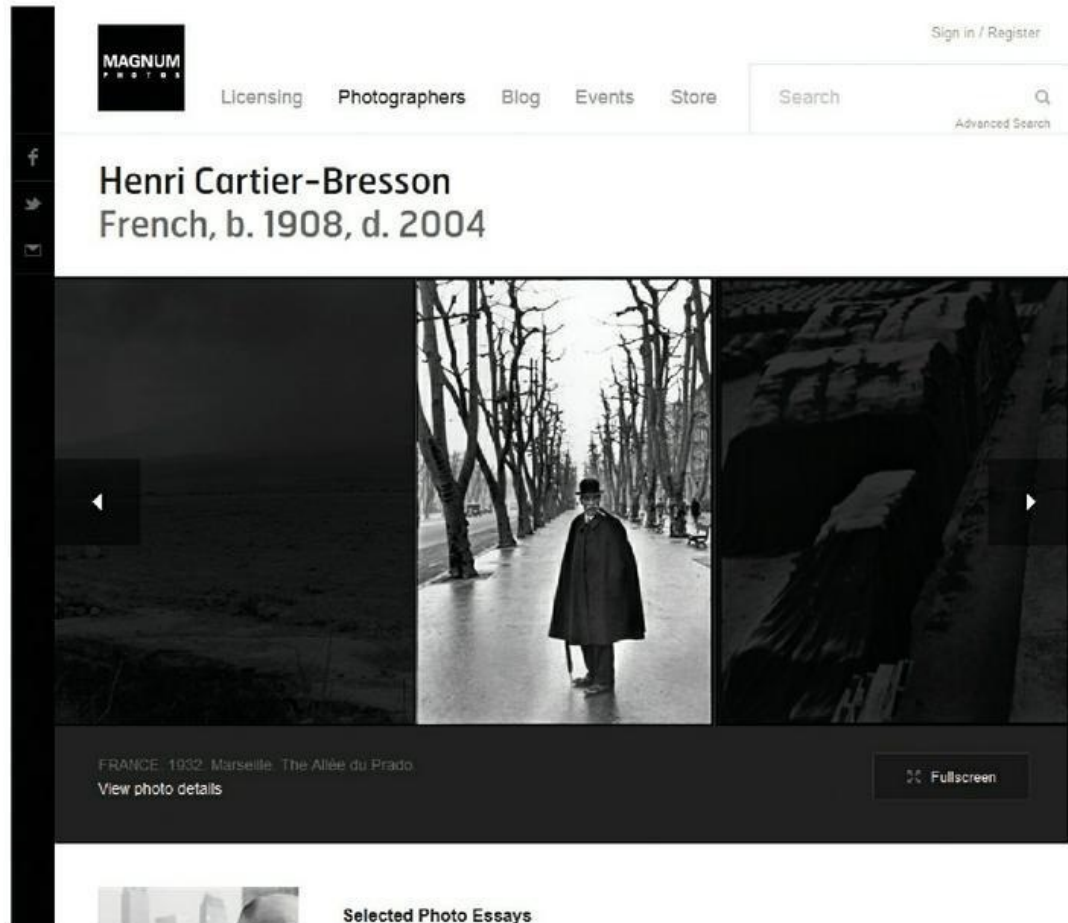 Sign in / Register
MAGNUM
PHOTOS
Licensing Photographers Blog Events Store Search
Advanced Search
Henri Cartier-Bresson
French, b. 1908, d. 2004
FRANCE. 1932. Marseille. The Allée du Prado.
View photo details
Fullscreen
Selected Photo Essays